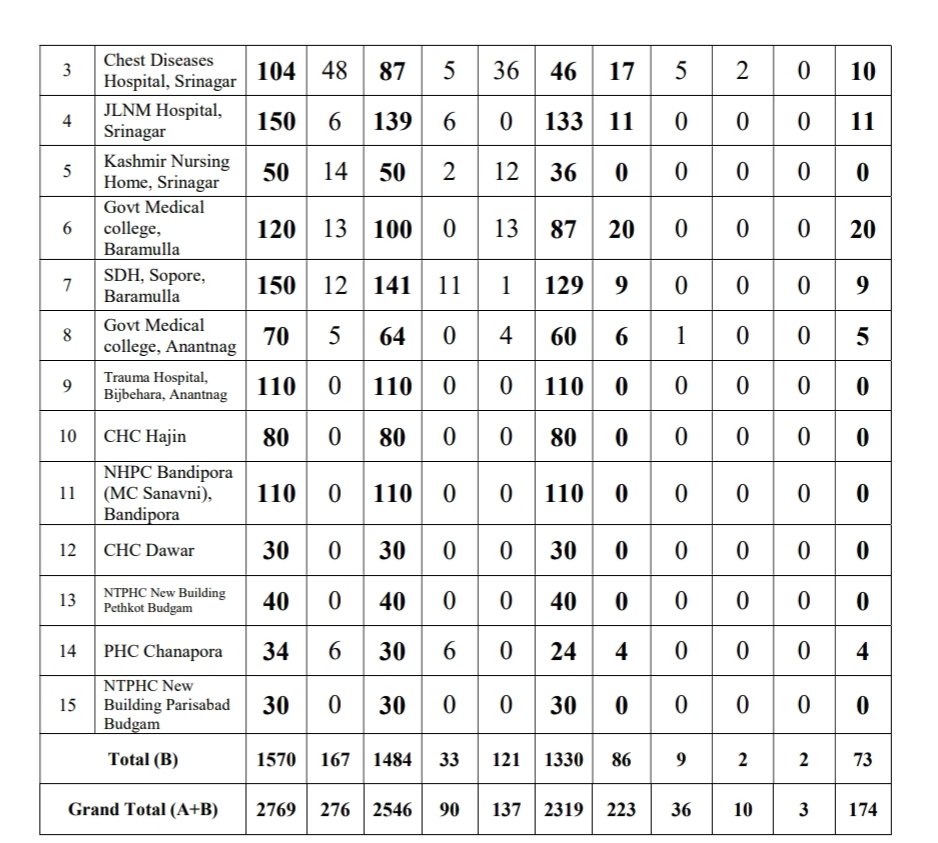 3 Chest Diseases Hospital, Srinagar 104 48 87 5 36 46 17 5 2 0 10
4 JLNM Hospital, Srinagar 150 6 139 6 0 133 11 0 0 0 11
5 Kashmir Nursing Home, Srinagar 50 14 50 2 12 36 0 0 0 0 0
6 Govt Medical college, Baramulla 120 13 100 0 13 87 20 0 0 0 20
7 SDH, Sopore, Baramulla 150 12 141 11 1 129 9 0 0 0 9
8 Govt Medical college, Anantnag 70 5 64 0 4 60 6 1 0 0 5
9 Trauma Hospital, Bijbehara, Anantnag 110 0 110 0 0 110 0 0 0 0 0
10 CHC Hajin 80 0 80 0 0 80 0 0 0 0 0
11 NHPC Bandipora (MC Sanavni), Bandipora 110 0 110 0 0 110 0 0 0 0 0
12 CHC Dawar 30 0 30 0 0 30 0 0 0 0 0
13 NTPHC New Building Pethkot Budgam 40 0 40 0 0 40 0 0 0 0 0
14 PHC Chanapora 34 6 30 6 0 24 4 0 0 0 4
15 NTPHC New Building Parisabad Budgam 30 0 30 0 0 30 0 0 0 0 0
Total (B) 1570 167 1484 33 121 1330 86 9 2 2 73
Grand Total (A+B) 2769 276 2546 90 137 2319 223 36 10 3 174